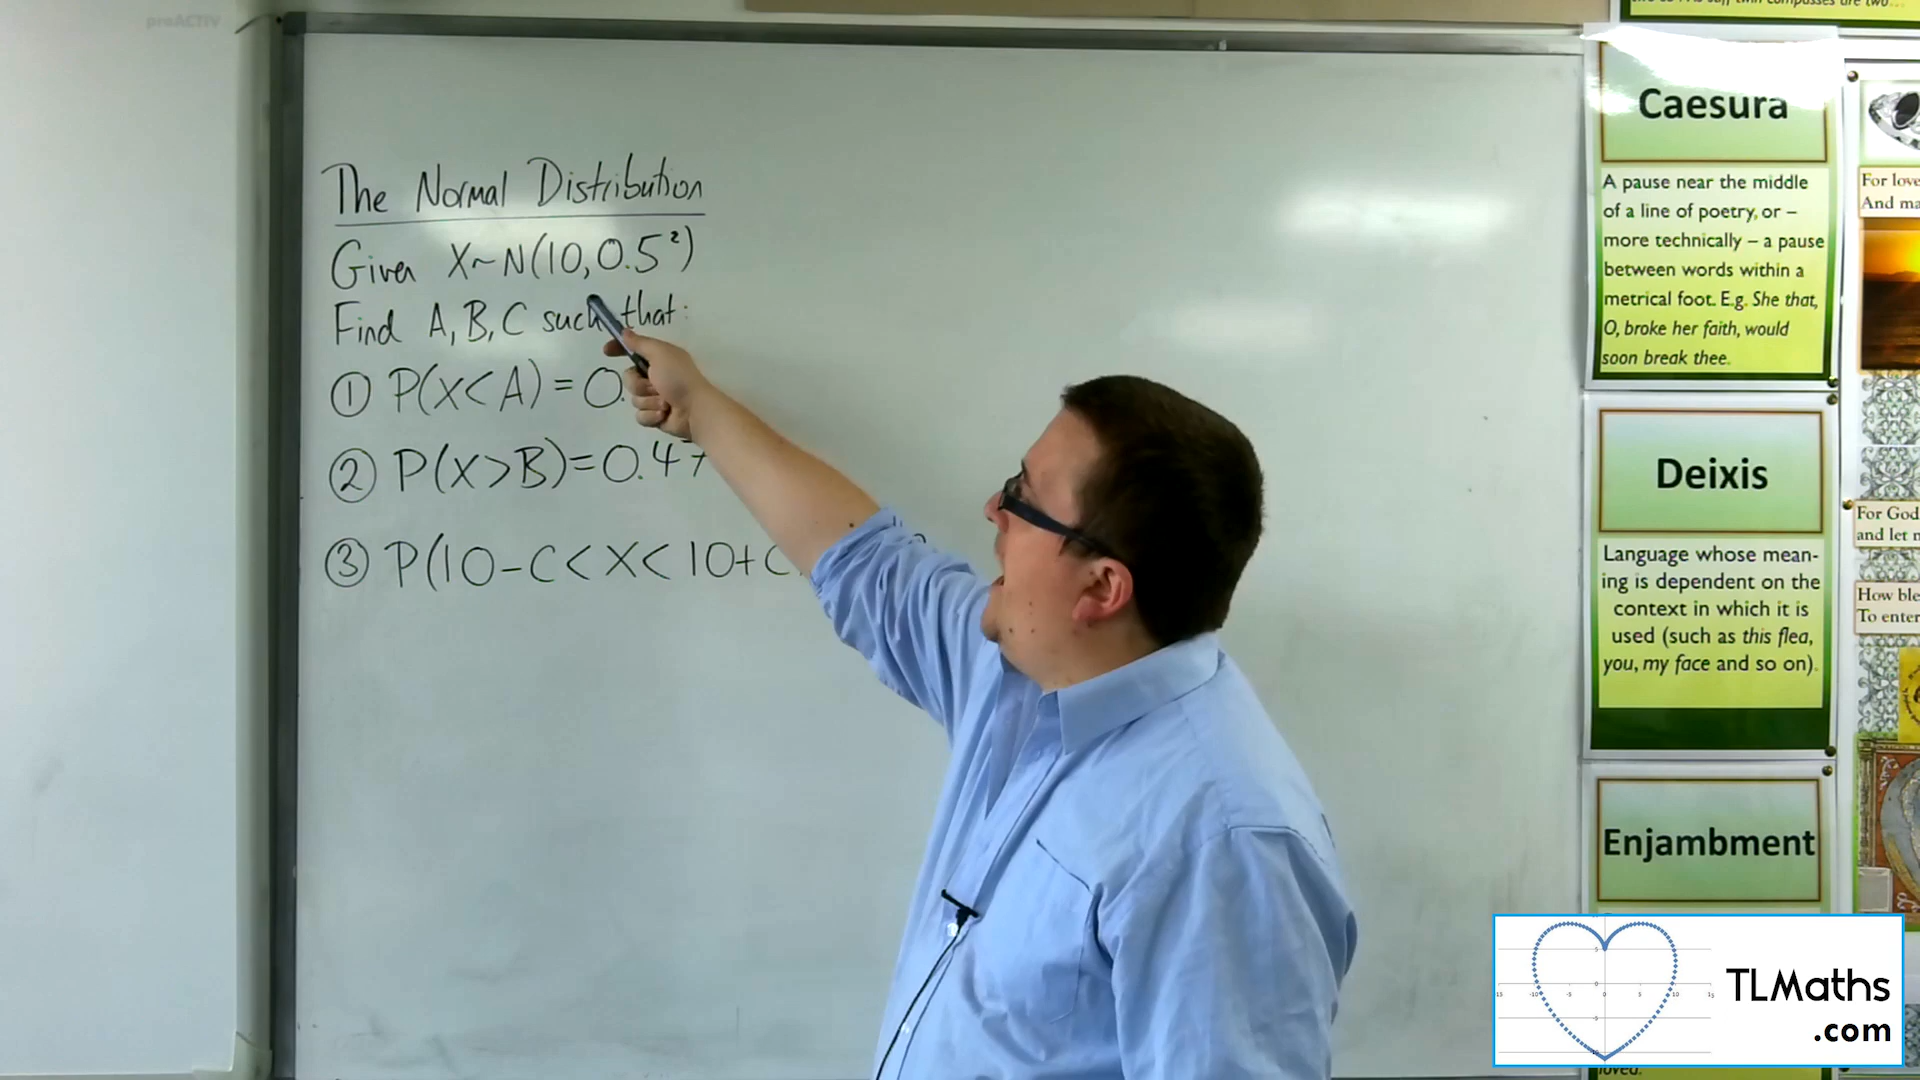 preACTIV
The Normal Distribution
Given X~N(10,0.5²)
Find A, B, C such that:
① P(X<A) = 0.
② P(X>B)=0.47
③ P(10-C<X<10+C
Caesura
A pause near the middle
of a line of poetry, or –
more technically – a pause
between words within a
metrical foot. E.g. She that,
O, broke her faith, would
soon break thee.
Deixis
Language whose mean-
ing is dependent on the
context in which it is
used (such as this flea,
you, my face and so on).
Enjambment
loved.
For love
And ma
For God
and let
How ble
To enter
TLMaths
.com